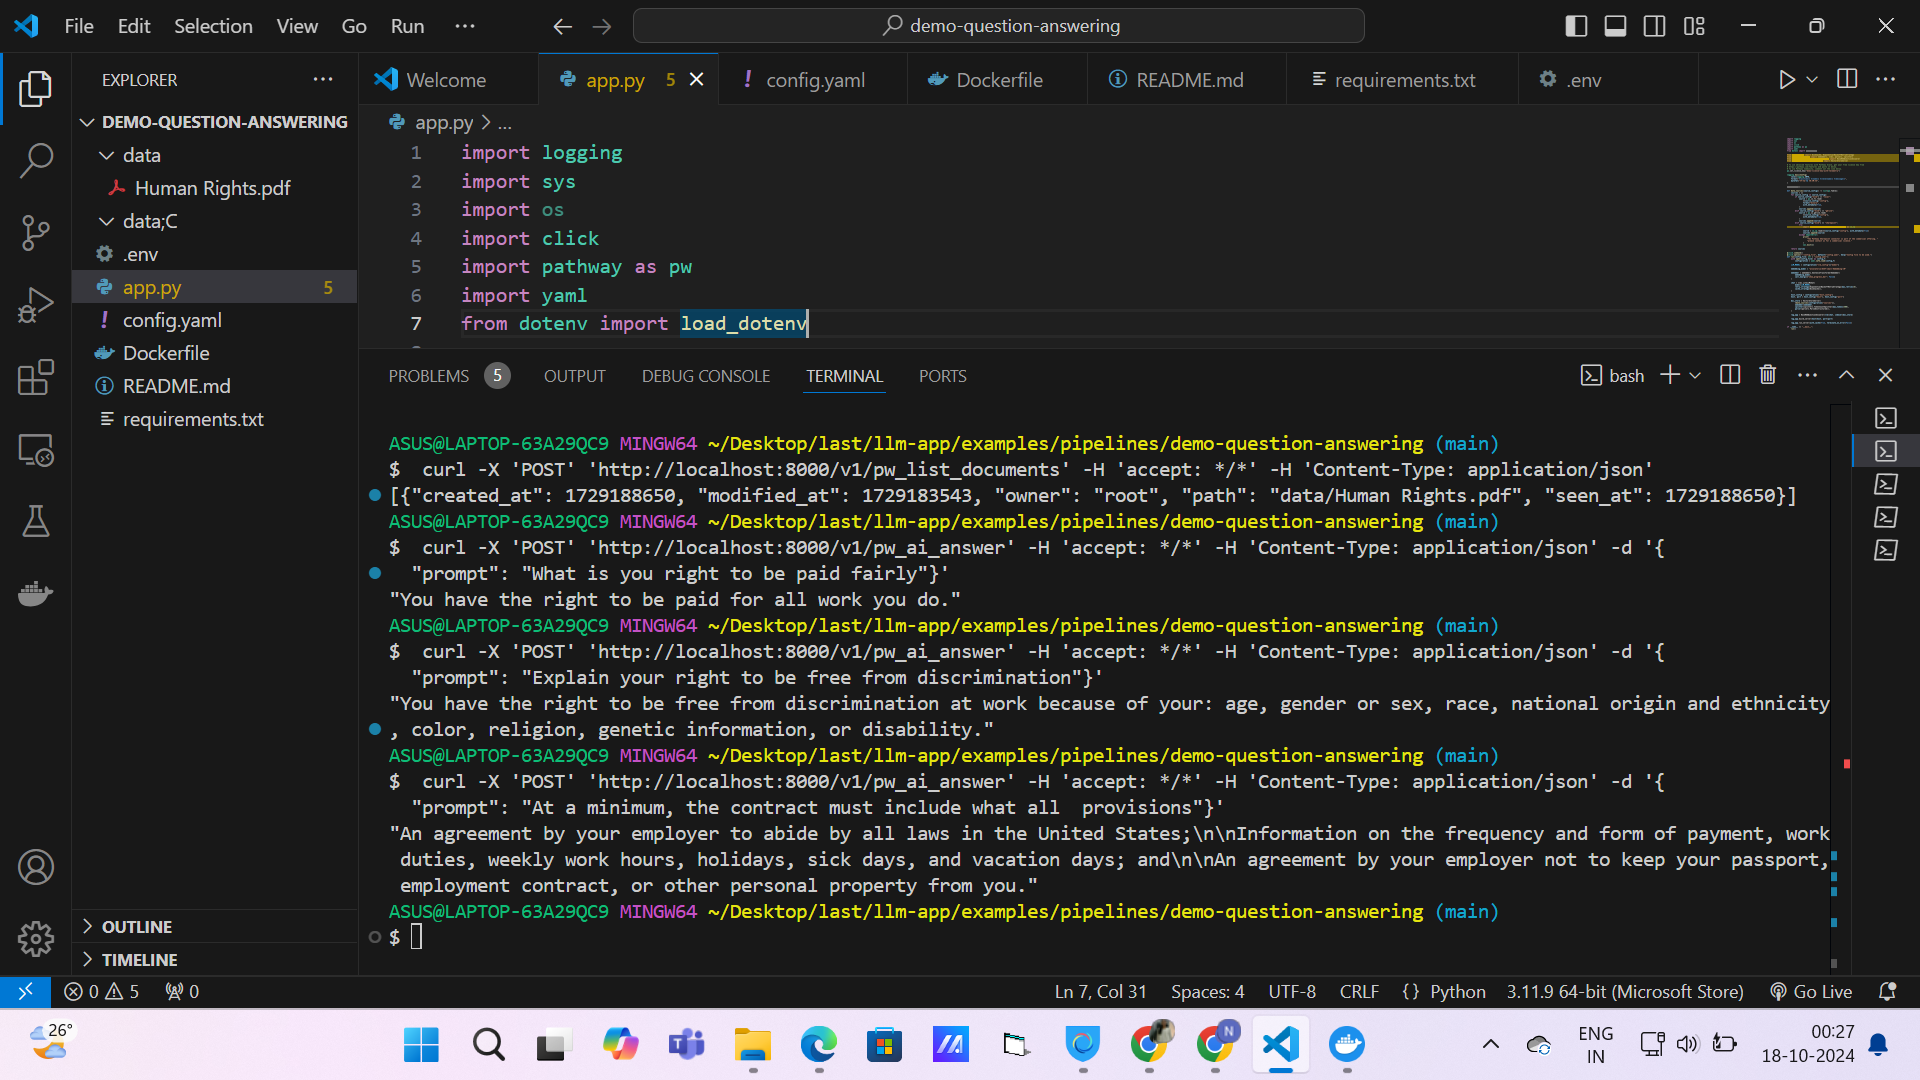 File Edit Selection View Go Run ··· demo-question-answering
EXPLORER ···
Welcome app.py 5 config.yaml Dockerfile README.md requirements.txt .env
DEMO-QUESTION-ANSWERING
data
Human Rights.pdf
data;C
.env
app.py 5
config.yaml
Dockerfile
README.md
requirements.txt
OUTLINE
TIMELINE
app.py > ...
1 import logging
2 import sys
3 import os
4 import click
5 import pathway as pw
6 import yaml
7 from dotenv import load_dotenv
PROBLEMS 5 OUTPUT DEBUG CONSOLE TERMINAL PORTS bash
ASUS@LAPTOP-63A29QC9 MINGW64 ~/Desktop/last/llm-app/examples/pipelines/demo-question-answering (main)
$ curl -X 'POST' 'http://localhost:8000/v1/pw_list_documents' -H 'accept: */*' -H 'Content-Type: application/json'
[{"created_at": 1729188650, "modified_at": 1729183543, "owner": "root", "path": "data/Human Rights.pdf", "seen_at": 1729188650}]
ASUS@LAPTOP-63A29QC9 MINGW64 ~/Desktop/last/llm-app/examples/pipelines/demo-question-answering (main)
$ curl -X 'POST' 'http://localhost:8000/v1/pw_ai_answer' -H 'accept: */*' -H 'Content-Type: application/json' -d '{
"prompt": "What is you right to be paid fairly"}'
"You have the right to be paid for all work you do."
ASUS@LAPTOP-63A29QC9 MINGW64 ~/Desktop/last/llm-app/examples/pipelines/demo-question-answering (main)
$ curl -X 'POST' 'http://localhost:8000/v1/pw_ai_answer' -H 'accept: */*' -H 'Content-Type: application/json' -d '{
"prompt": "Explain your right to be free from discrimination"}'
"You have the right to be free from discrimination at work because of your: age, gender or sex, race, national origin and ethnicity
, color, religion, genetic information, or disability."
ASUS@LAPTOP-63A29QC9 MINGW64 ~/Desktop/last/llm-app/examples/pipelines/demo-question-answering (main)
$ curl -X 'POST' 'http://localhost:8000/v1/pw_ai_answer' -H 'accept: */*' -H 'Content-Type: application/json' -d '{
"prompt": "At a minimum, the contract must include what all  provisions"}'
"An agreement by your employer to abide by all laws in the United States;\n\nInformation on the frequency and form of payment, work
duties, weekly work hours, holidays, sick days, and vacation days; and\n\nAn agreement by your employer not to keep your passport,
employment contract, or other personal property from you."
ASUS@LAPTOP-63A29QC9 MINGW64 ~/Desktop/last/llm-app/examples/pipelines/demo-question-answering (main)
$
0 5 0 Ln 7, Col 31 Spaces: 4 UTF-8 CRLF {} Python 3.11.9 64-bit (Microsoft Store) Go Live
26° N ENG IN 00:27 18-10-2024